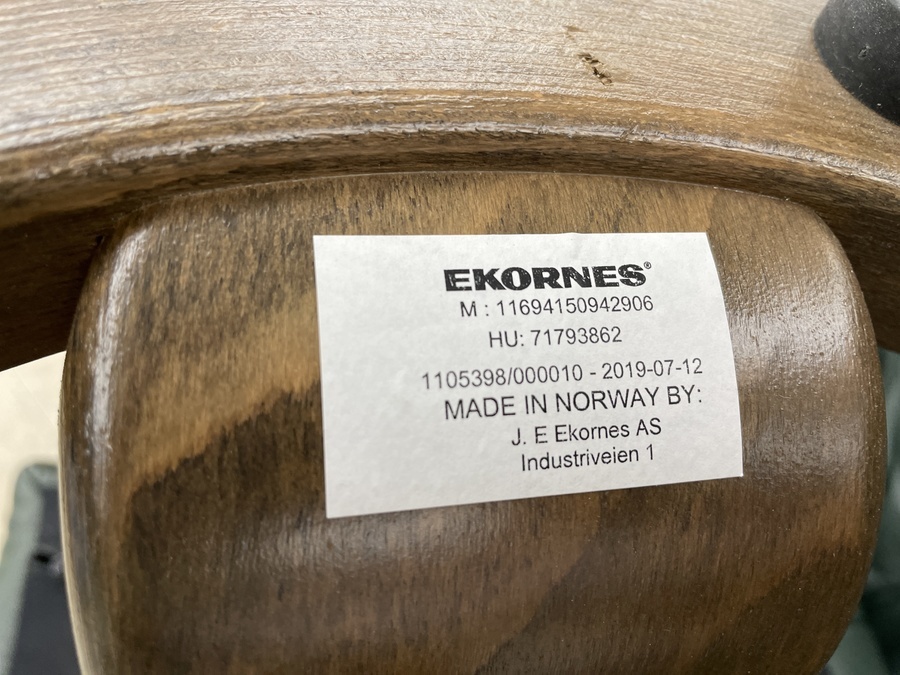 EKORNES®
M : 11694150942906
HU: 71793862
1105398/000010 - 2019-07-12
MADE IN NORWAY BY:
J. E Ekornes AS
Industriveien 1